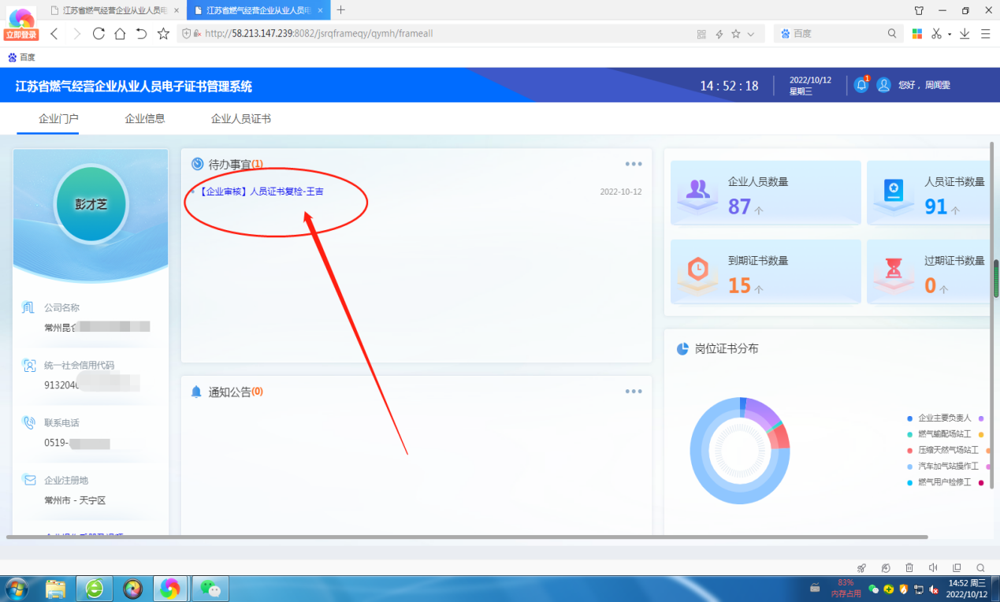 江苏省燃气经营企业从业人员电
江苏省燃气经营企业从业人员电
立即登录
http://58.213.147.239:8082/jsrqframeqy/qymh/frameall
百度
百度
江苏省燃气经营企业从业人员电子证书管理系统
14 : 52 : 18
2022/10/12
星期三
1
您好，周闻雯
企业门户
企业信息
企业人员证书
彭才芝
公司名称
常州昆仑
统一社会信用代码
9132040
联系电话
0519-
企业注册地
常州市 - 天宁区
待办事宜(1)
【企业审核】人员证书复检-王吉
2022-10-12
通知公告(0)
企业人员数量
87 个
人员证书数量
91 个
到期证书数量
15 个
过期证书数量
0 个
岗位证书分布
企业主要负责人
燃气输配场站工
压缩天然气场站工
汽车加气站操作工
燃气用户检修工
83%
内存占用
14:52 周三
2022/10/12